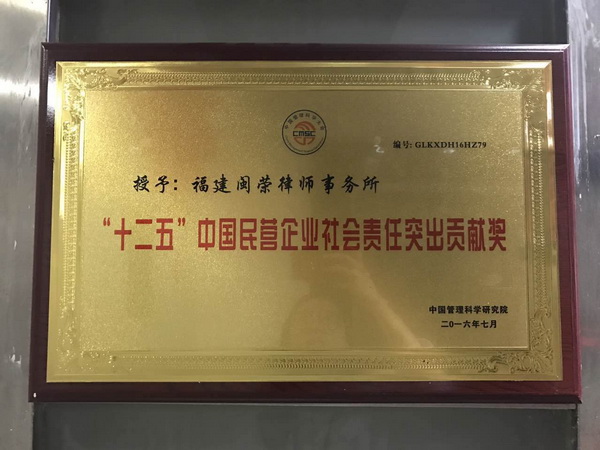 CMSC
编号: GLKXDH16HZ79
授予：福建闽荣律师事务所
“十二五”中国民营企业社会责任突出贡献奖
中国管理科学研究院
二0一六年七月